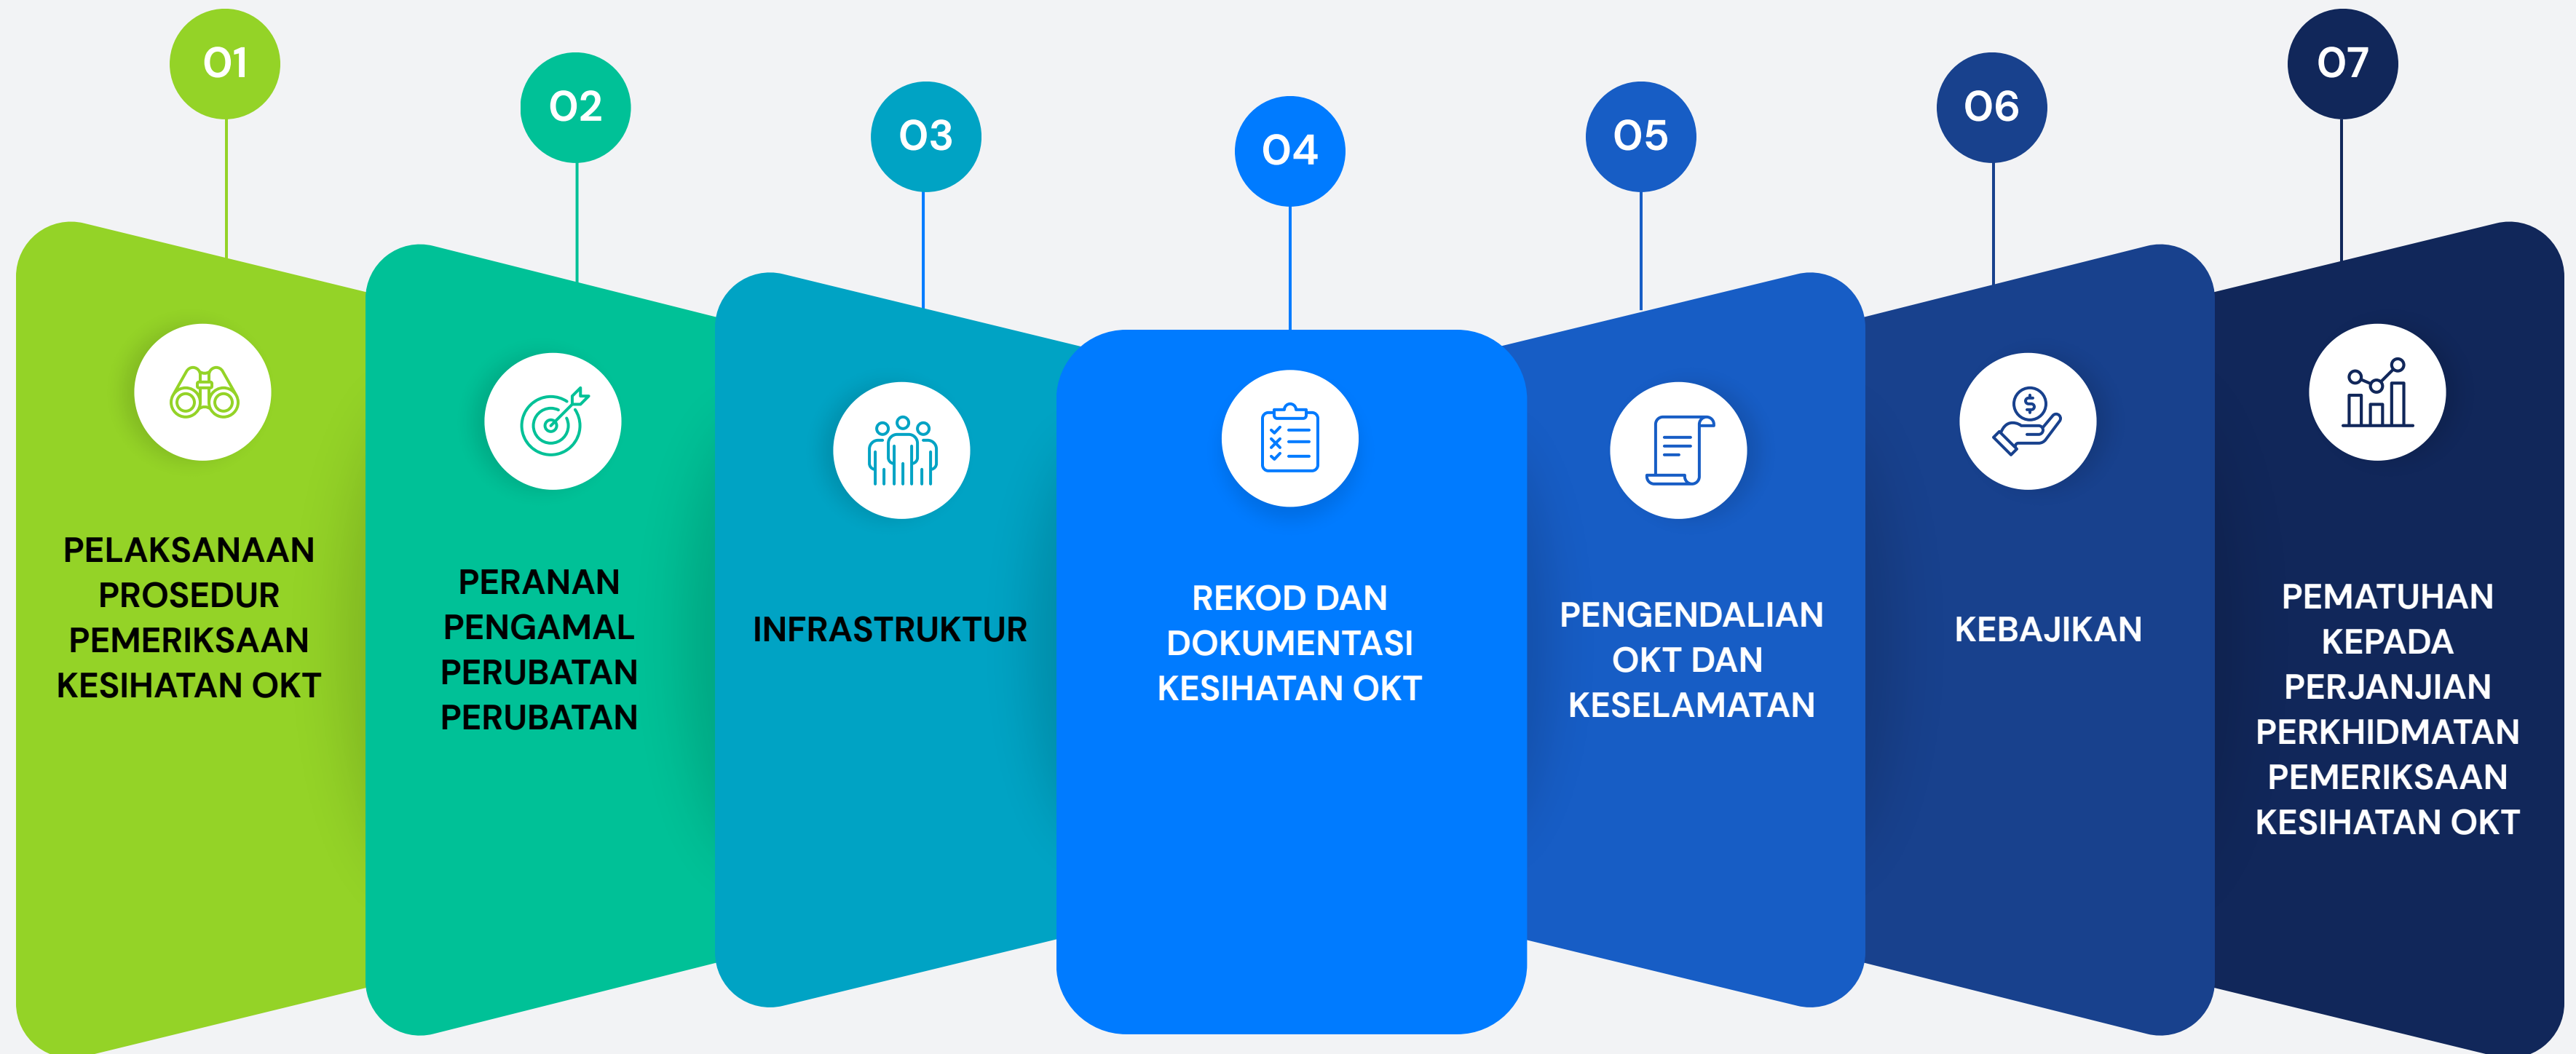 01
PELAKSANAAN
PROSEDUR
PEMERIKSAAN
KESIHATAN OKT
02
PERANAN
PENGAMAL
PERUBATAN
PERUBATAN
03
INFRASTRUKTUR
04
REKOD DAN
DOKUMENTASI
KESIHATAN OKT
05
PENGENDALIAN
OKT DAN
KESELAMATAN
06
$
KEBAJIKAN
07
PEMATUHAN
KEPADA
PERJANJIAN
PERKHIDMATAN
PEMERIKSAAN
KESIHATAN OKT